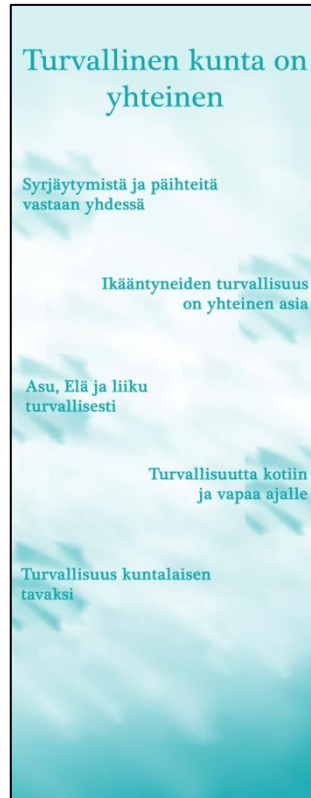 Turvallinen kunta on
yhteinen
Syrjäytymistä ja päihteitä
vastaan yhdessä
Ikääntyneiden turvallisuus
on yhteinen asia
Asu, Elä ja liiku
turvallisesti
Turvallisuutta kotiin
ja vapaa ajalle
Turvallisuus kuntalaisen
tavaksi